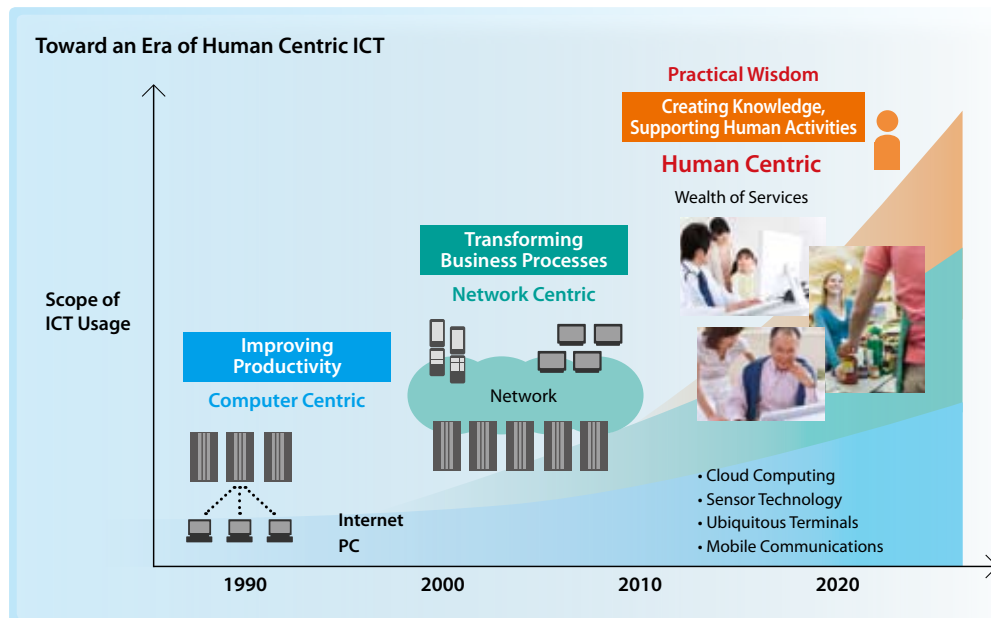 Toward an Era of Human Centric ICT
Practical Wisdom
Creating Knowledge,
Supporting Human Activities
Human Centric
Wealth of Services
Transforming
Business Processes
Network Centric
Network
Scope of
ICT Usage
Improving
Productivity
Computer Centric
Internet
PC
• Cloud Computing
• Sensor Technology
• Ubiquitous Terminals
• Mobile Communications
1990
2000
2010
2020